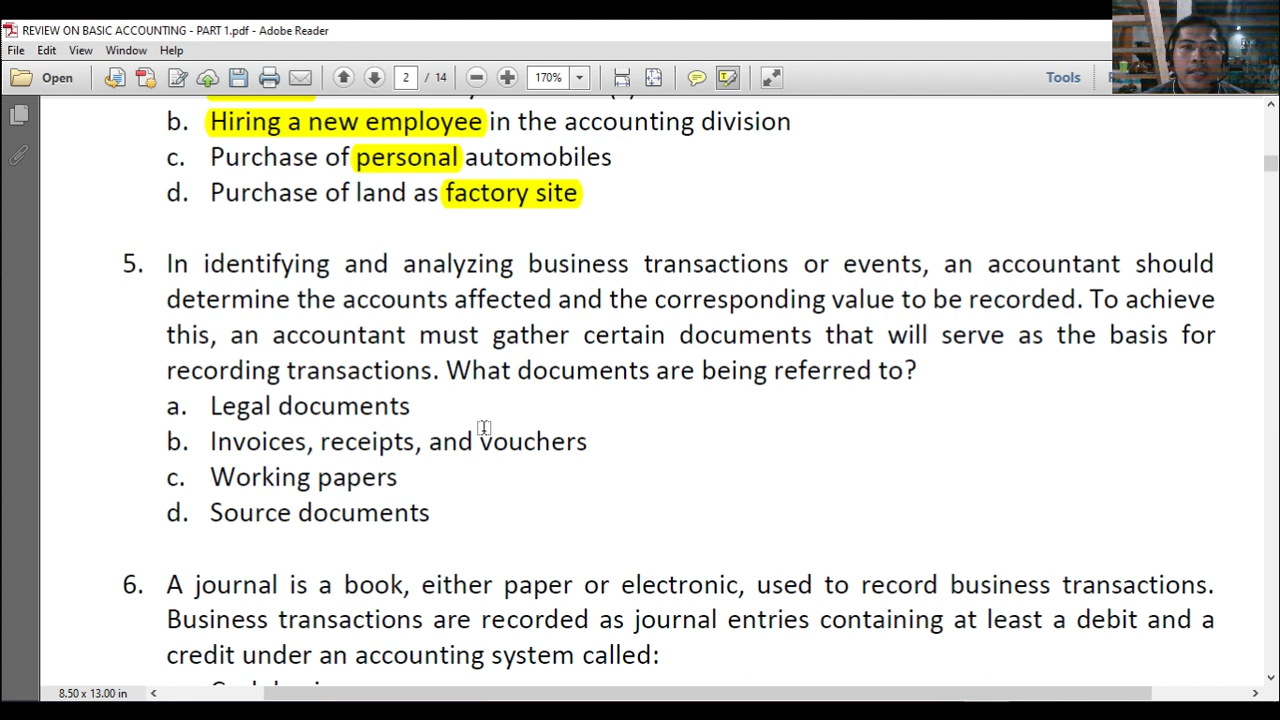 REVIEW ON BASIC ACCOUNTING - PART 1.pdf - Adobe Reader
File Edit View Window Help
Open 2 / 14 170% Tools
b. Hiring a new employee in the accounting division
c. Purchase of personal automobiles
d. Purchase of land as factory site
5. In identifying and analyzing business transactions or events, an accountant should
determine the accounts affected and the corresponding value to be recorded. To achieve
this, an accountant must gather certain documents that will serve as the basis for
recording transactions. What documents are being referred to?
a. Legal documents
b. Invoices, receipts, and vouchers
c. Working papers
d. Source documents
6. A journal is a book, either paper or electronic, used to record business transactions.
Business transactions are recorded as journal entries containing at least a debit and a
credit under an accounting system called:
8.50 x 13.00 in